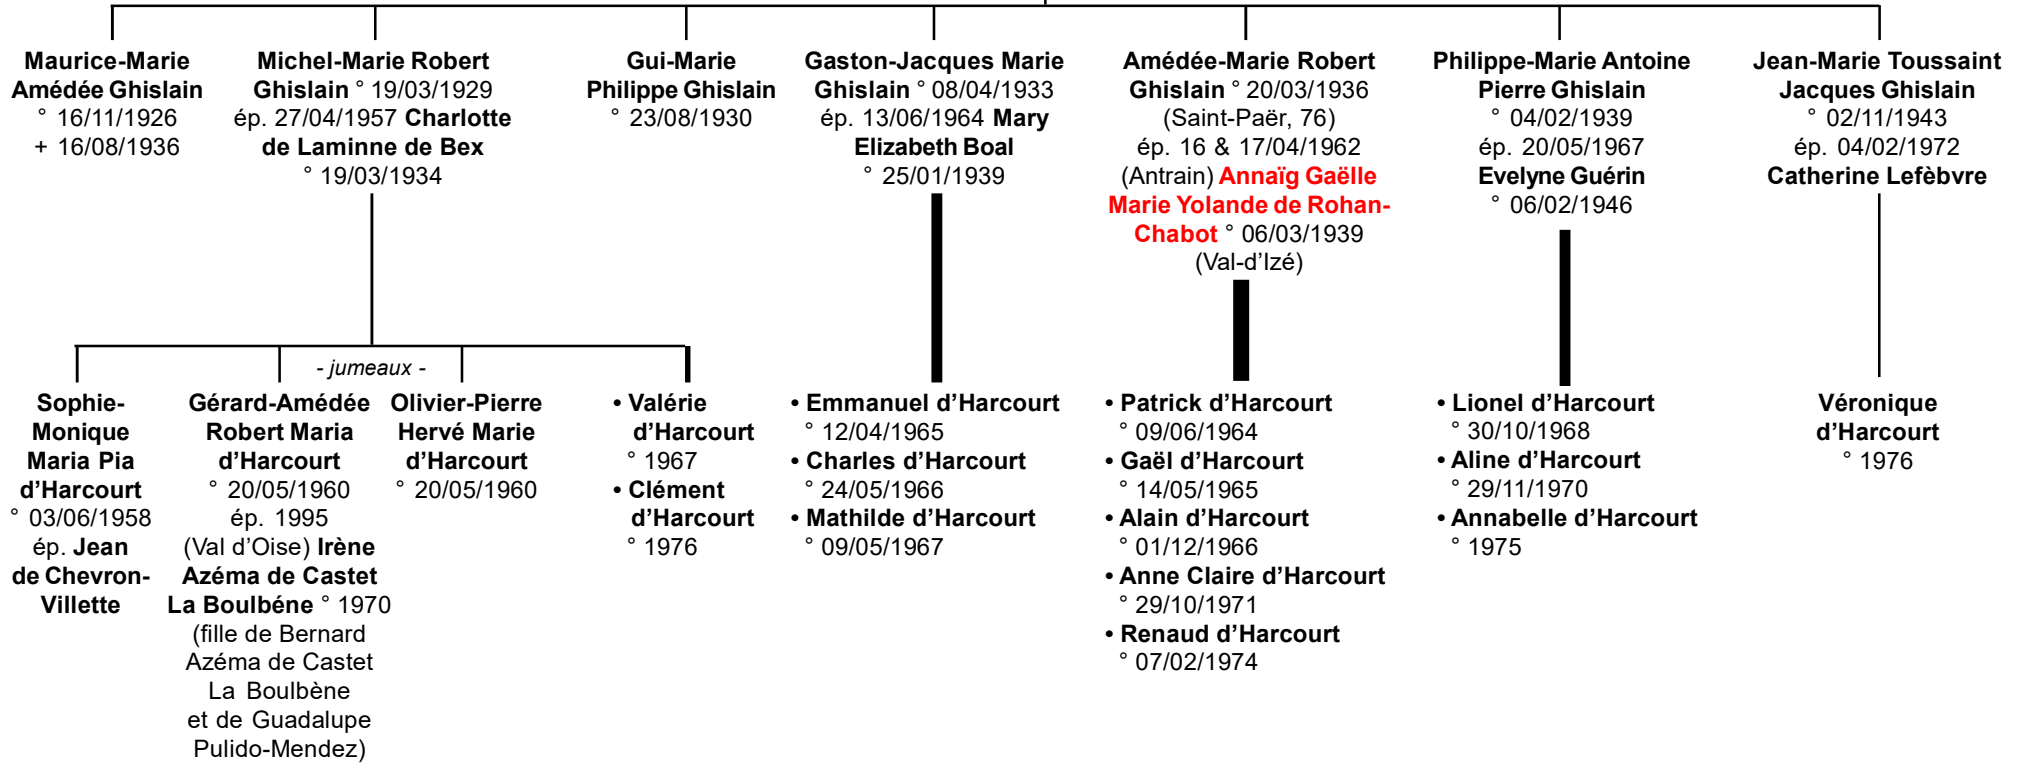 Maurice-Marie
Amédée Ghislain
° 16/11/1926
+ 16/08/1936
Michel-Marie Robert
Ghislain ° 19/03/1929
ép. 27/04/1957 Charlotte
de Laminne de Bex
° 19/03/1934
Gui-Marie
Philippe Ghislain
° 23/08/1930
Gaston-Jacques Marie
Ghislain ° 08/04/1933
ép. 13/06/1964 Mary
Elizabeth Boal
° 25/01/1939
Amédée-Marie Robert
Ghislain ° 20/03/1936
(Saint-Paër, 76)
ép. 16 & 17/04/1962
(Antrain) Annaïg Gaëlle
Marie Yolande de Rohan-
Chabot ° 06/03/1939
(Val-d’Izé)
Philippe-Marie Antoine
Pierre Ghislain
° 04/02/1939
ép. 20/05/1967
Evelyne Guérin
° 06/02/1946
Jean-Marie Toussaint
Jacques Ghislain
° 02/11/1943
ép. 04/02/1972
Catherine Lefèbvre
- jumeaux -
Sophie-
Monique
Maria Pia
d’Harcourt
° 03/06/1958
ép. Jean
de Chevron-
Villette
Gérard-Amédée
Robert Maria
d’Harcourt
° 20/05/1960
ép. 1995
(Val d’Oise) Irène
Azéma de Castet
La Boulbéne ° 1970
(fille de Bernard
Azéma de Castet
La Boulbène
et de Guadalupe
Pulido-Mendez)
Olivier-Pierre
Hervé Marie
d’Harcourt
° 20/05/1960
• Valérie
d’Harcourt
° 1967
• Clément
d’Harcourt
° 1976
• Emmanuel d’Harcourt
° 12/04/1965
• Charles d’Harcourt
° 24/05/1966
• Mathilde d’Harcourt
° 09/05/1967
• Patrick d’Harcourt
° 09/06/1964
• Gaël d’Harcourt
° 14/05/1965
• Alain d’Harcourt
° 01/12/1966
• Anne Claire d’Harcourt
° 29/10/1971
• Renaud d’Harcourt
° 07/02/1974
• Lionel d’Harcourt
° 30/10/1968
• Aline d’Harcourt
° 29/11/1970
• Annabelle d’Harcourt
° 1975
Véronique
d’Harcourt
° 1976